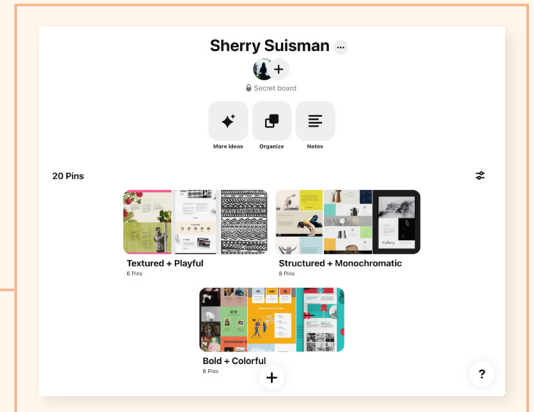 Sherry Suisman
Secret board
More ideas
Organize
Notes
20 Pins
Textured + Playful
6 Pins
Structured + Monochromatic
8 Pins
Bold + Colorful
6 Pins
?